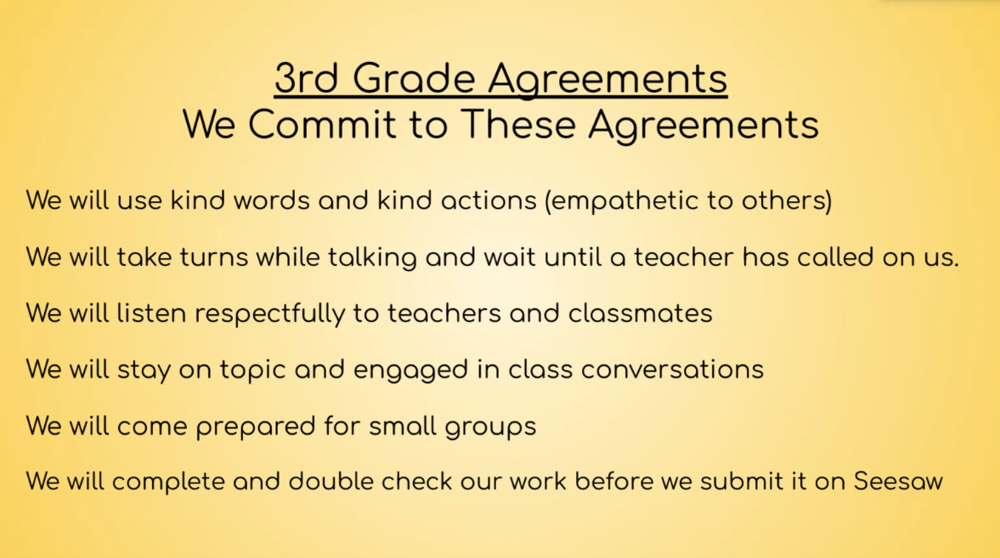 3rd Grade Agreements
We Commit to These Agreements
We will use kind words and kind actions (empathetic to others)
We will take turns while talking and wait until a teacher has called on us.
We will listen respectfully to teachers and classmates
We will stay on topic and engaged in class conversations
We will come prepared for small groups
We will complete and double check our work before we submit it on Seesaw